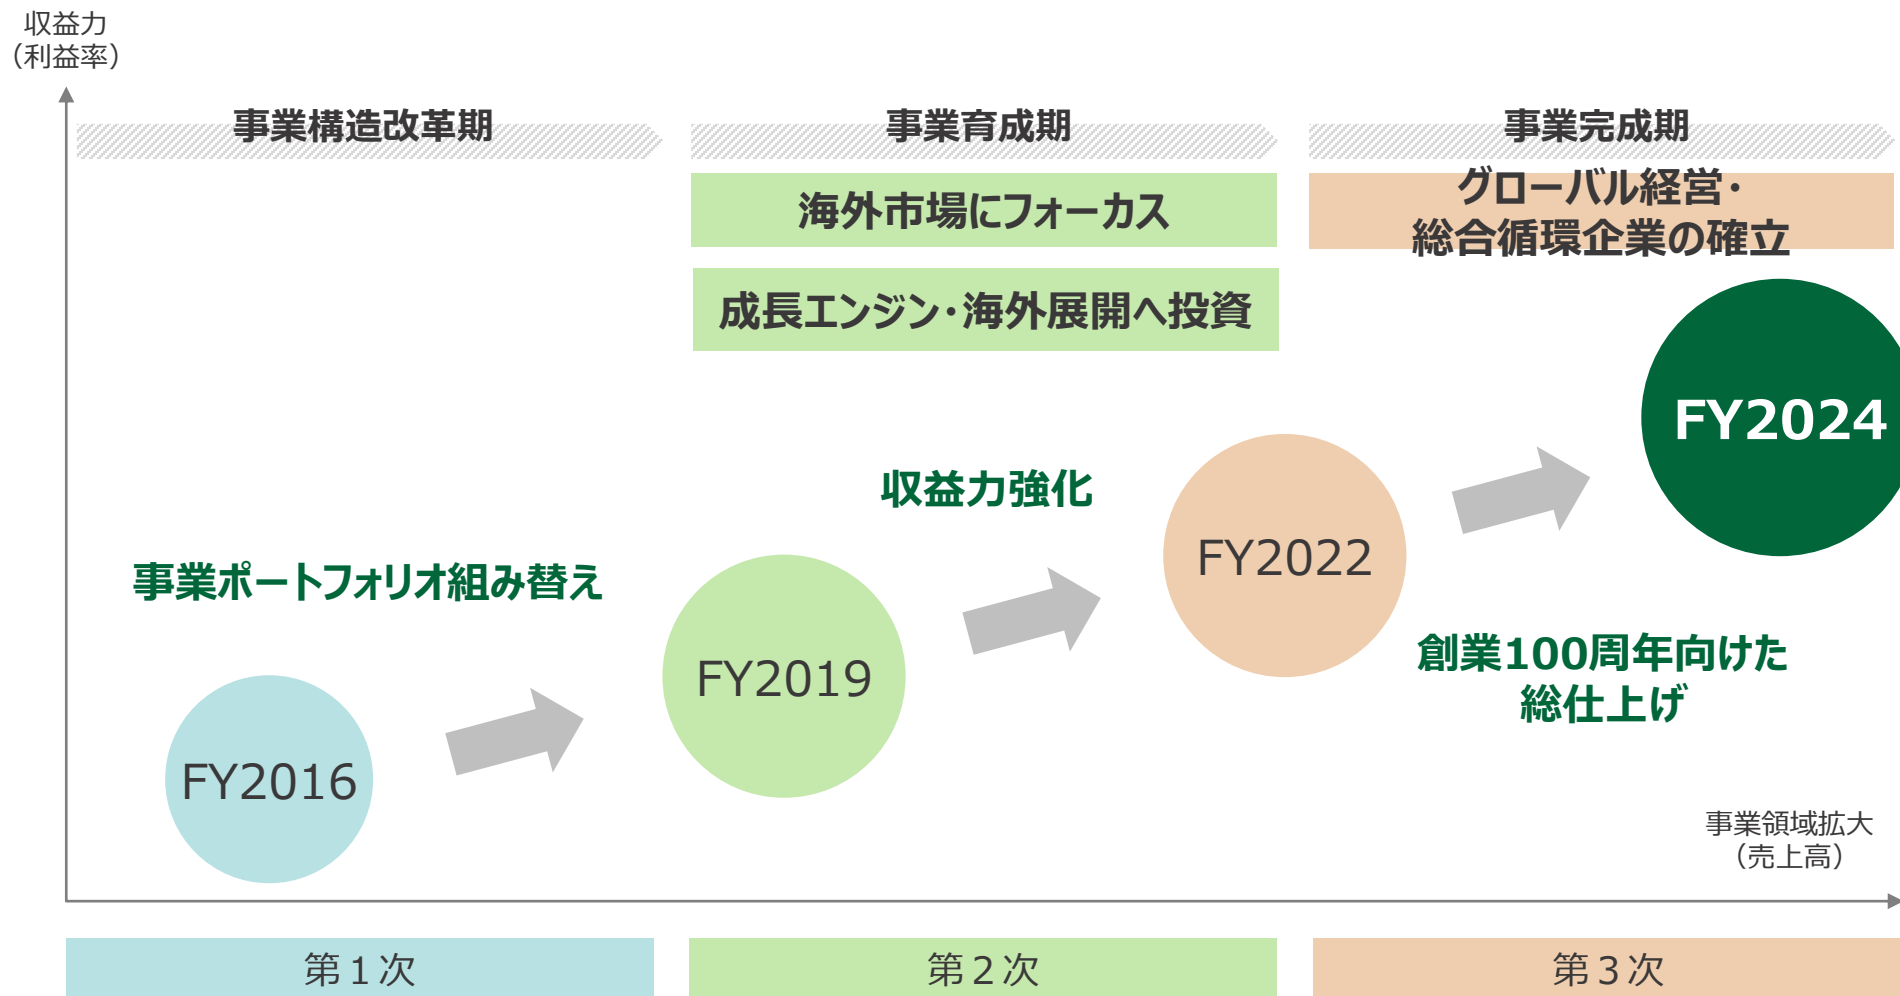 収益力
（利益率）
事業構造改革期
事業育成期
事業完成期
海外市場にフォーカス
グローバル経営・
総合循環企業の確立
成長エンジン・海外展開へ投資
FY2024
収益力強化
FY2022
事業ポートフォリオ組み替え
FY2019
創業100周年向けた
総仕上げ
FY2016
事業領域拡大
（売上高）
第１次
第２次
第３次